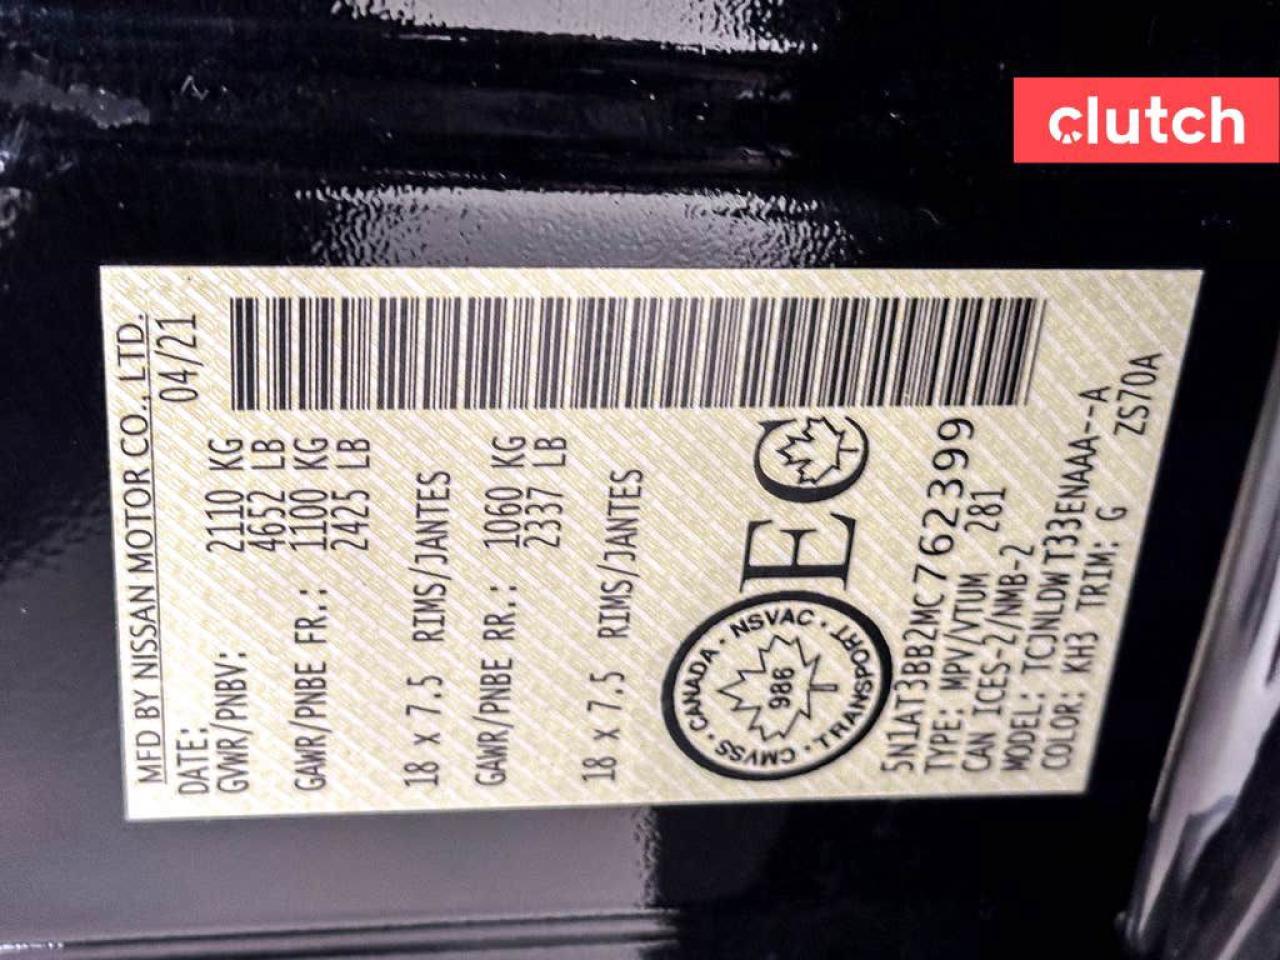 clutch
MFD BY NISSAN MOTOR CO., LTD.
DATE: 04/21
GVWR/PNBV: 2110 KG
4652 LB
GAWR/PNBE FR.: 1100 KG
2425 LB
18 x 7.5 RIMS/JANTES
GAWR/PNBE RR.: 1060 KG
2337 LB
18 x 7.5 RIMS/JANTES
CANADA · NSVAC · TRANSPORT · CMVSS ·
986
EC
5N1AT3BB2MC762399
TYPE: MPV/VTUM 281
CAN ICES-2/NMB-2
MODEL: TCJNLDW T33ENAAA--A
COLOR: KH3 TRIM: G ZS70A